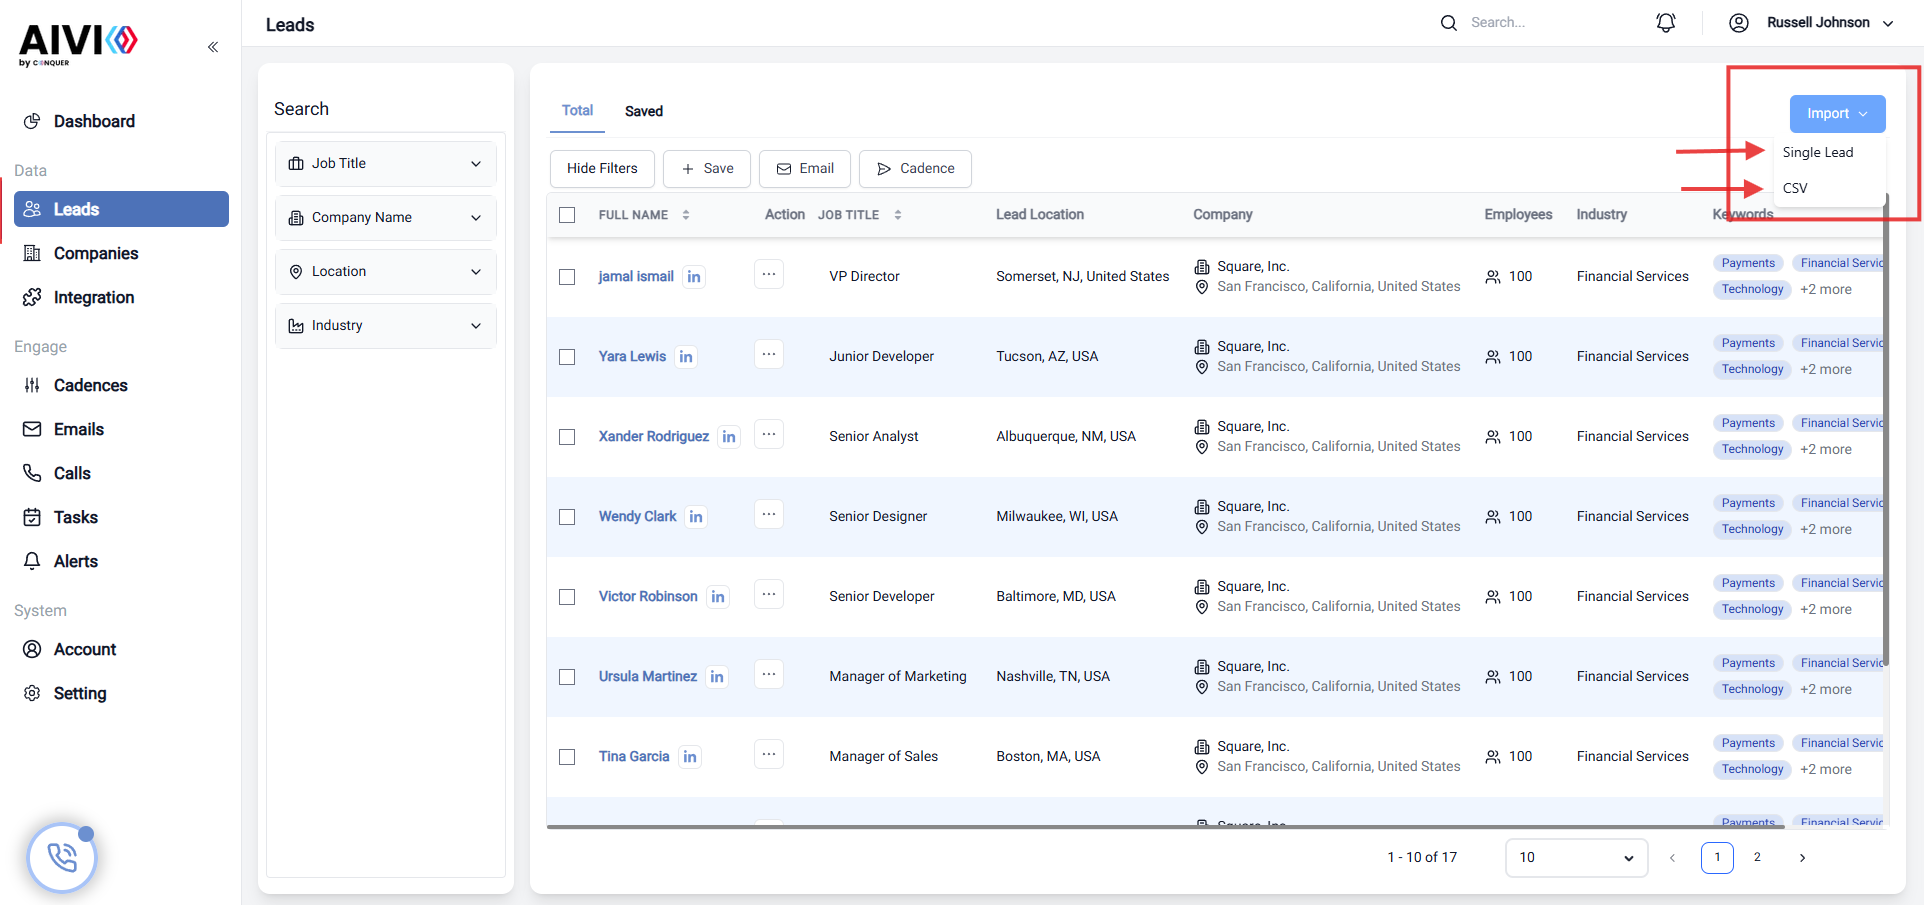 AIVI
by CONQUER
Leads
Search...
Russell Johnson
Dashboard
Data
Leads
Companies
Integration
Engage
Cadences
Emails
Calls
Tasks
Alerts
System
Account
Setting
Search
Job Title
Company Name
Location
Industry
Total
Saved
Import
Single Lead
CSV
Hide Filters
Save
Email
Cadence
FULL NAME Action JOB TITLE Lead Location Company Employees Industry Keywords
jamal ismail in ... VP Director Somerset, NJ, United States Square, Inc. 100 Financial Services Payments Financial Servic
San Francisco, California, United States Technology +2 more
Yara Lewis in ... Junior Developer Tucson, AZ, USA Square, Inc. 100 Financial Services Payments Financial Servic
San Francisco, California, United States Technology +2 more
Xander Rodriguez in ... Senior Analyst Albuquerque, NM, USA Square, Inc. 100 Financial Services Payments Financial Servic
San Francisco, California, United States Technology +2 more
Wendy Clark in ... Senior Designer Milwaukee, WI, USA Square, Inc. 100 Financial Services Payments Financial Servic
San Francisco, California, United States Technology +2 more
Victor Robinson in ... Senior Developer Baltimore, MD, USA Square, Inc. 100 Financial Services Payments Financial Servic
San Francisco, California, United States Technology +2 more
Ursula Martinez in ... Manager of Marketing Nashville, TN, USA Square, Inc. 100 Financial Services Payments Financial Servic
San Francisco, California, United States Technology +2 more
Tina Garcia in ... Manager of Sales Boston, MA, USA Square, Inc. 100 Financial Services Payments Financial Servic
San Francisco, California, United States Technology +2 more
Square, Inc. Payments Financial Servic
1 - 10 of 17 10 1 2